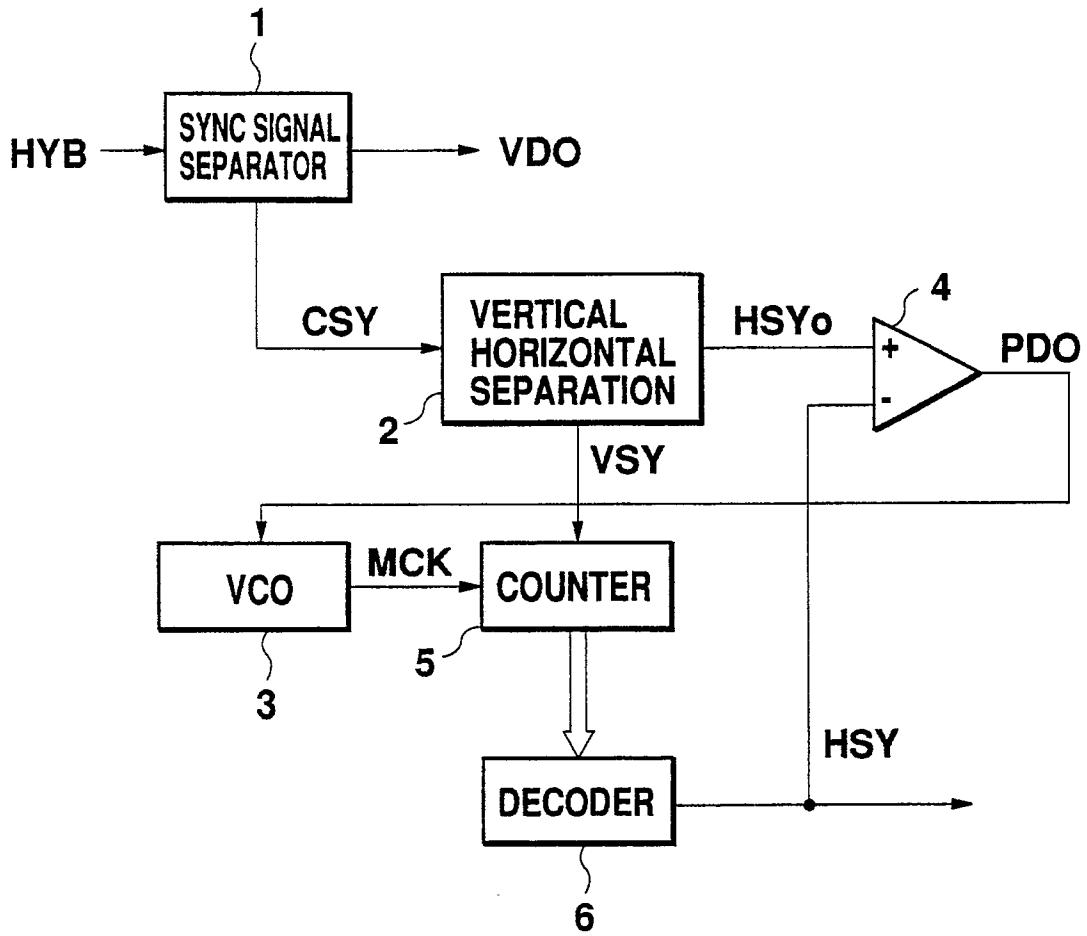 1
SYNC SIGNAL
SEPARATOR
HYB
VDO
CSY
VERTICAL
HORIZONTAL
SEPARATION
2
HSYo
4
+
-
PDO
VSY
VCO
3
MCK
COUNTER
5
HSY
DECODER
6